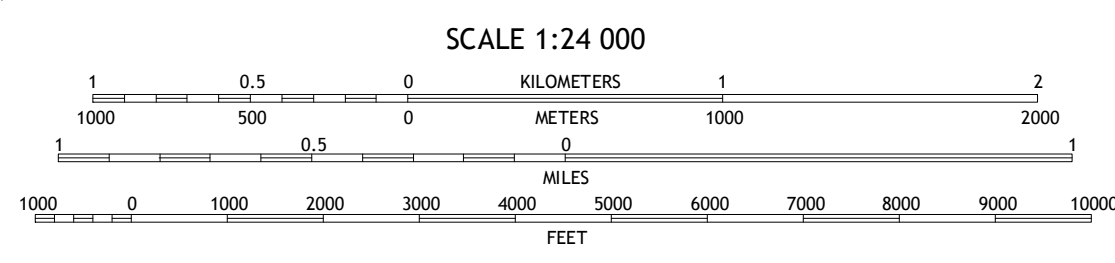 SCALE 1:24 000
1 0.5 0 KILOMETERS 1 2
1000 500 0 METERS 1000 2000
1 0.5 0 1
MILES
1000 0 1000 2000 3000 4000 5000 6000 7000 8000 9000 10000
FEET